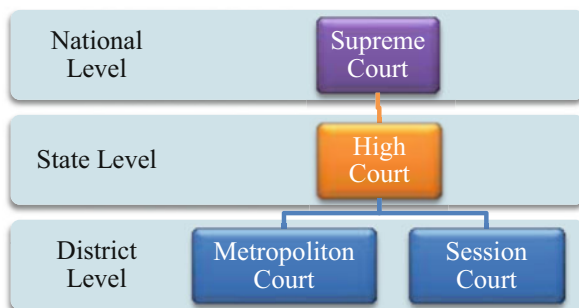 National
Level
Supreme
Court
State Level
High
Court
District
Level
Metropoliton
Court
Session
Court